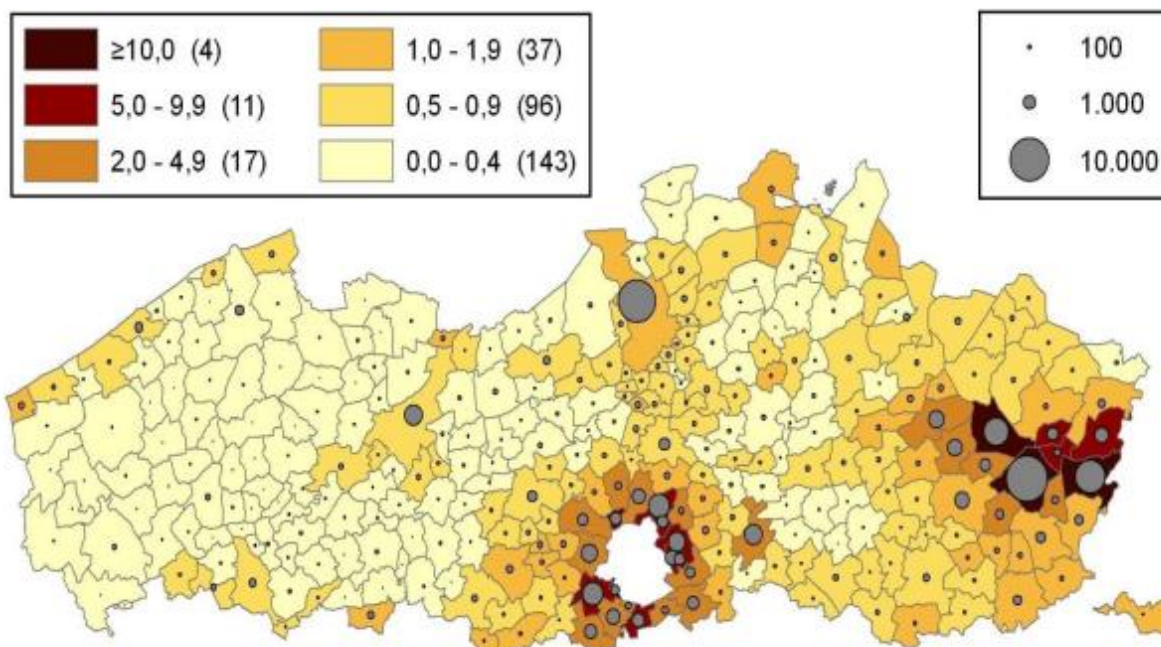 ≥10,0 (4)
5,0 - 9,9 (11)
2,0 - 4,9 (17)
1,0 - 1,9 (37)
0,5 - 0,9 (96)
0,0 - 0,4 (143)
100
1.000
10.000